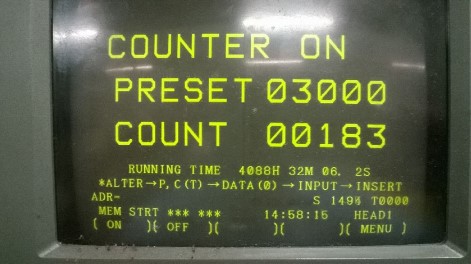 COUNTER ON
PRESET 03000
COUNT 00183
RUNNING TIME 4088H 32M 06. 2S
*ALTER→P, C(T)→DATA(0)→INPUT→INSERT
ADR-
S 149% T0000
MEM STRT *** *** 14:58:15 HEAD1
( ON )( OFF )( )( )( MENU )